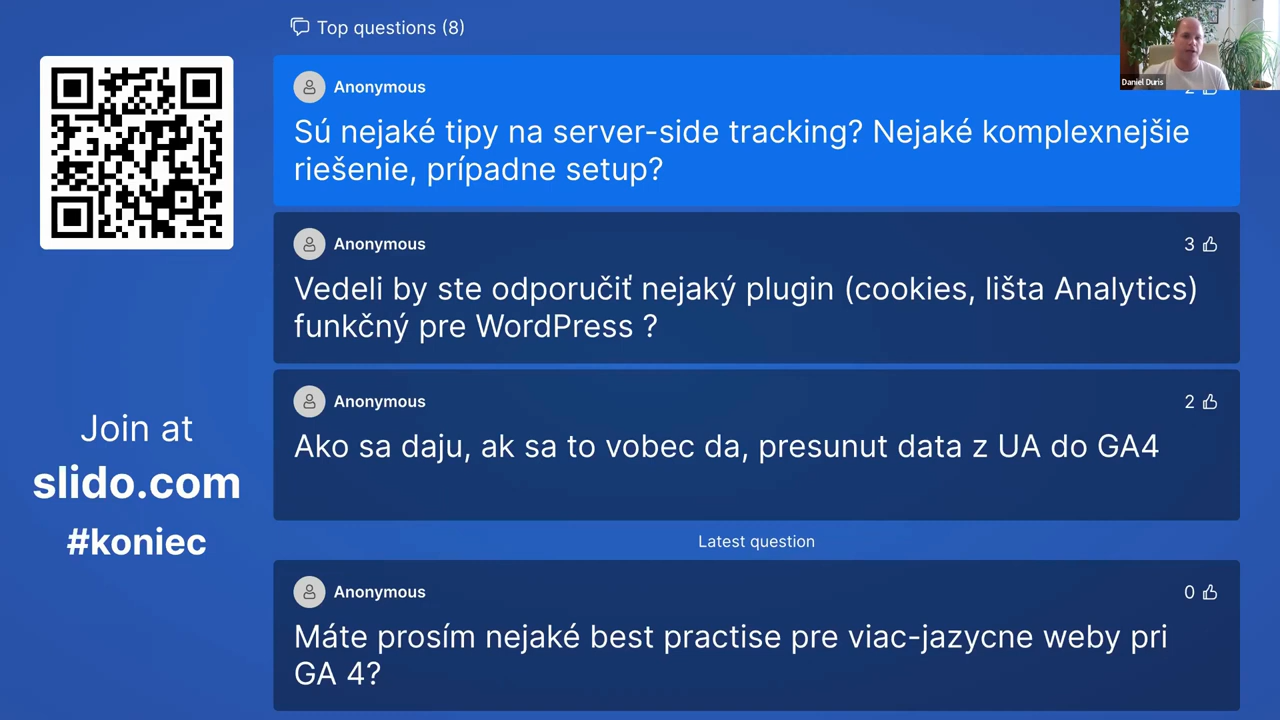 Top questions (8)
Daniel Duris
Anonymous
Sú nejaké tipy na server-side tracking? Nejaké komplexnejšie
riešenie, prípadne setup?
Anonymous
3
Vedeli by ste odporučiť nejaký plugin (cookies, lišta Analytics)
funkčný pre WordPress ?
Anonymous
2
Ako sa daju, ak sa to vobec da, presunut data z UA do GA4
Join at
slido.com
#koniec
Latest question
Anonymous
0
Máte prosím nejaké best practise pre viac-jazycne weby pri
GA 4?